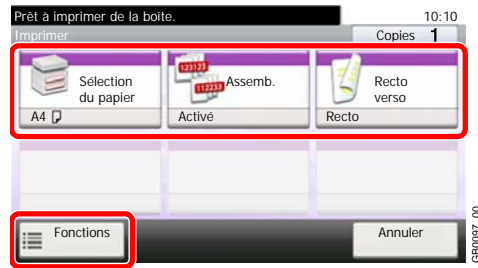 Prêt à imprimer de la boîte.
10:10
Imprimer
Copies 1
123123
112233
Sélection
du papier
Assemb.
Recto
verso
A4
Activé
Recto
Fonctions
Annuler
GB0097_00